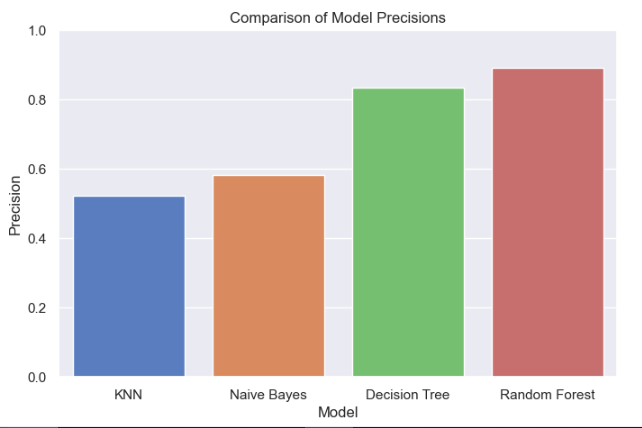 Comparison of Model Precisions
1.0
0.8
0.6
0.4
0.2
0.0
Precision
KNN Naive Bayes Decision Tree Random Forest
Model